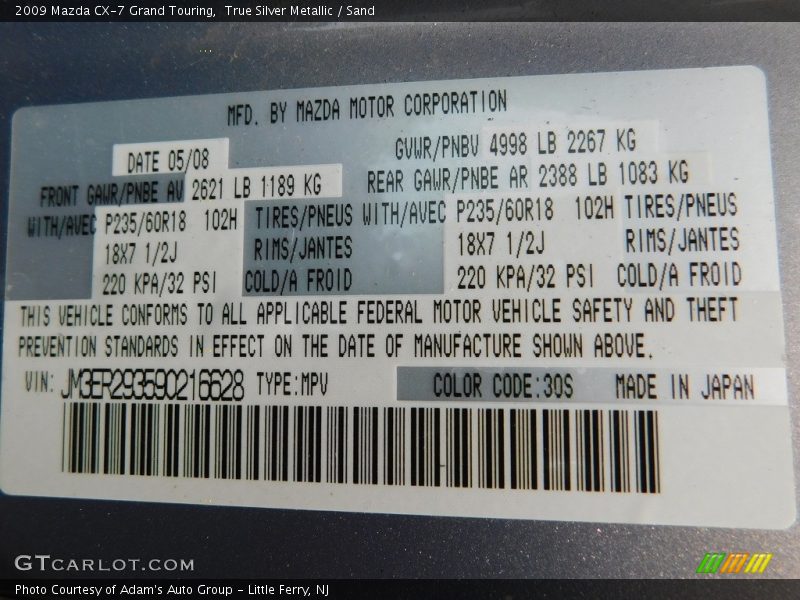 2009 Mazda CX-7 Grand Touring, True Silver Metallic / Sand
MFD. BY MAZDA MOTOR CORPORATION
DATE 05/08 GVWR/PNBV 4998 LB 2267 KG
FRONT GAWR/PNBE AV 2621 LB 1189 KG REAR GAWR/PNBE AR 2388 LB 1083 KG
WITH/AVEC P235/60R18 102H TIRES/PNEUS WITH/AVEC P235/60R18 102H TIRES/PNEUS
18X7 1/2J RIMS/JANTES 18X7 1/2J RIMS/JANTES
220 KPA/32 PSI COLD/A FROID 220 KPA/32 PSI COLD/A FROID
THIS VEHICLE CONFORMS TO ALL APPLICABLE FEDERAL MOTOR VEHICLE SAFETY AND THEFT
PREVENTION STANDARDS IN EFFECT ON THE DATE OF MANUFACTURE SHOWN ABOVE.
VIN: JM3ER293590216628 TYPE:MPV COLOR CODE:30S MADE IN JAPAN
GTCARLOT.COM
Photo Courtesy of Adam's Auto Group - Little Ferry, NJ